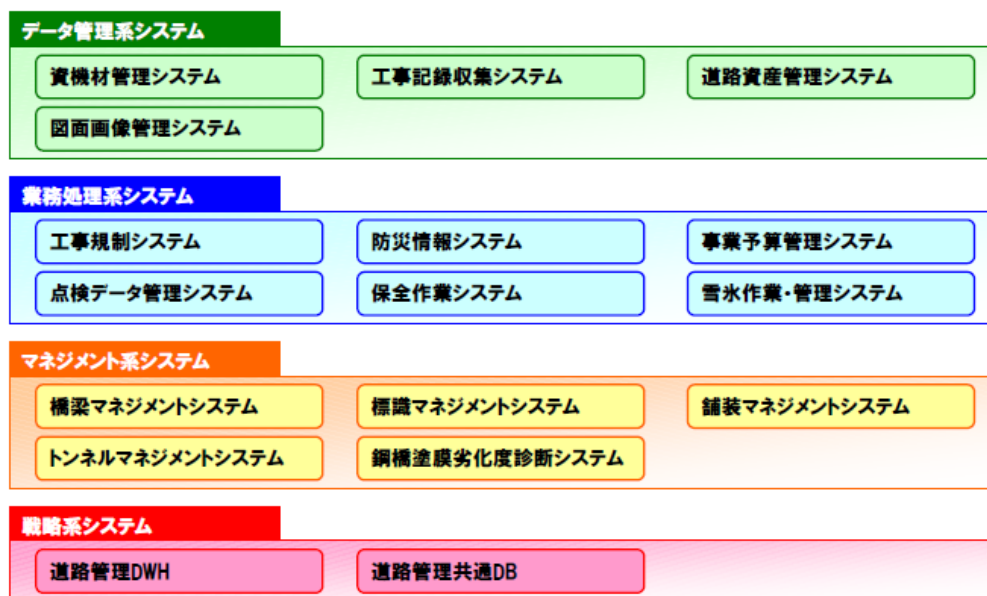 データ管理系システム
資機材管理システム 工事記録収集システム 道路資産管理システム
図面画像管理システム
業務処理系システム
工事規制システム 防災情報システム 事業予算管理システム
点検データ管理システム 保全作業システム 雪氷作業・管理システム
マネジメント系システム
橋梁マネジメントシステム 標識マネジメントシステム 舗装マネジメントシステム
トンネルマネジメントシステム 鋼橋塗膜劣化度診断システム
戦略系システム
道路管理DWH 道路管理共通DB